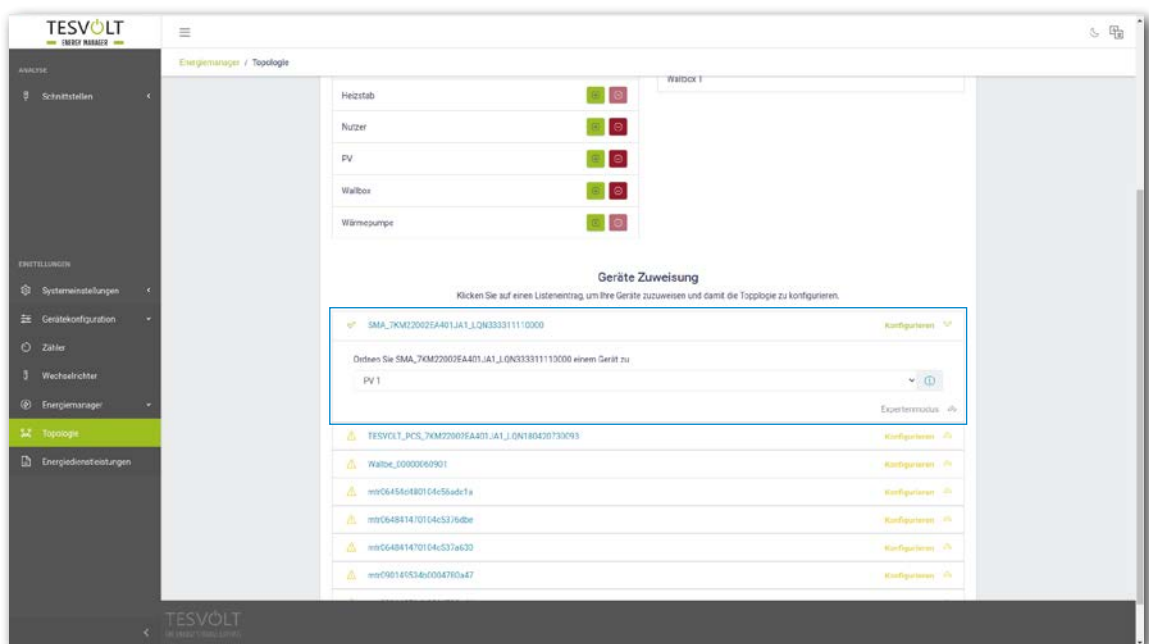 TESVOLT
ENERGY MANAGER
Energiemanager / Topologie
ANALYSE
Schnittstellen
EINSTELLUNGEN
Systemeinstellungen
Gerätekonfiguration
Zähler
Wechselrichter
Energiemanager
Topologie
Energiedienstleistungen
Wallbox 1
Heizstab
Nutzer
PV
Wallbox
Wärmepumpe
Geräte Zuweisung
Klicken Sie auf einen Listeneintrag, um Ihre Geräte zuzuweisen und damit die Topplogie zu konfigurieren.
SMA_7KM22002EA401JA1_LQN333311110000 Konfigurieren
Ordnen Sie SMA_7KM22002EA401JA1_LQN333311110000 einem Gerät zu
PV 1
Expertenmodus
TESVOLT_PCS_7KM22002EA401JA1_LQN180420730093 Konfigurieren
Wallbe_00000060901 Konfigurieren
Konfigurieren
mtr064841470104c5376dbe Konfigurieren
mtr064841470104c537a630 Konfigurieren
Konfigurieren
TESVOLT